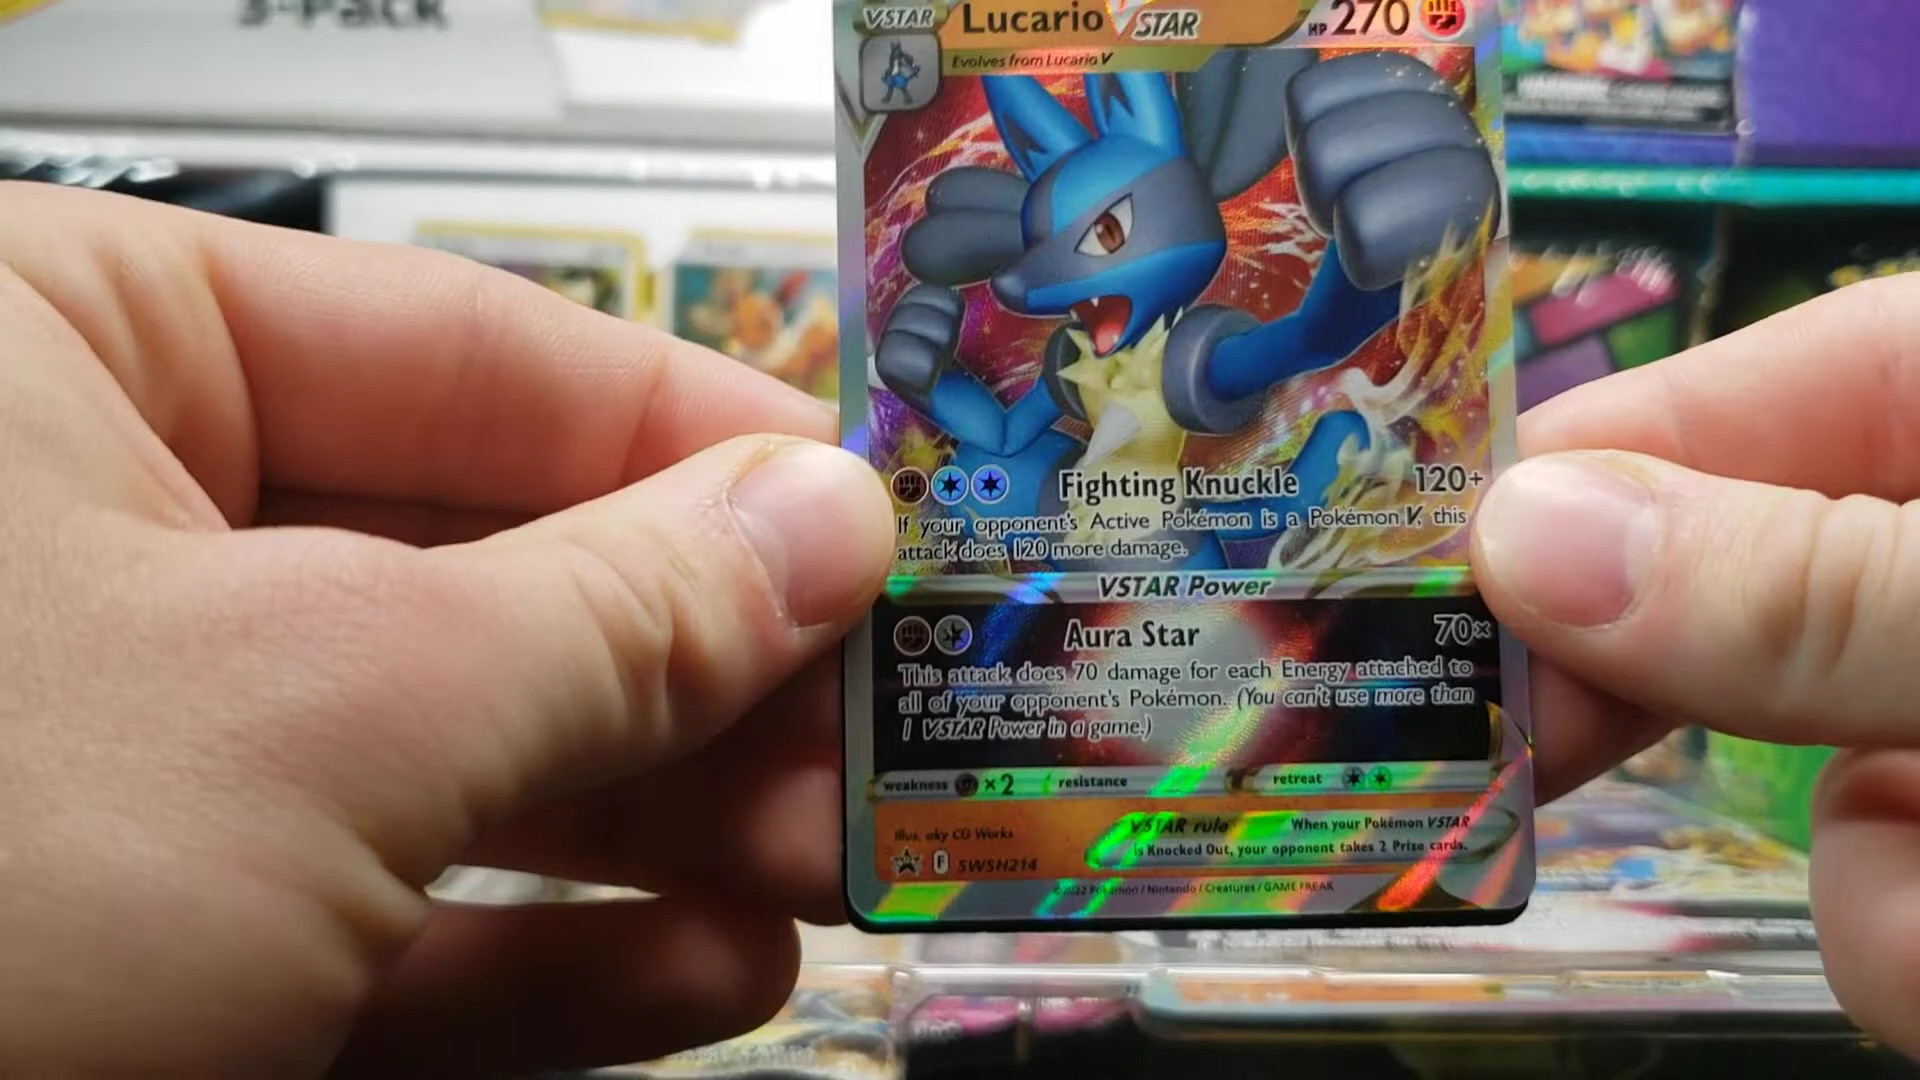 3-Pack
VSTAR
Lucario VSTAR
HP 270
Evolves from Lucario V
WARNING:
Fighting Knuckle 120+
If your opponent's Active Pokémon is a Pokémon V, this
attack does 120 more damage.
VSTAR Power
Aura Star 70×
This attack does 70 damage for each Energy attached to
all of your opponent's Pokémon. (You can't use more than
1 VSTAR Power in a game.)
weakness ×2 resistance retreat
Illus. aky CG Works
VSTAR rule When your Pokémon VSTAR
is Knocked Out, your opponent takes 2 Prize cards.
F SWSH214
©2022 Pokémon / Nintendo / Creatures / GAME FREAK